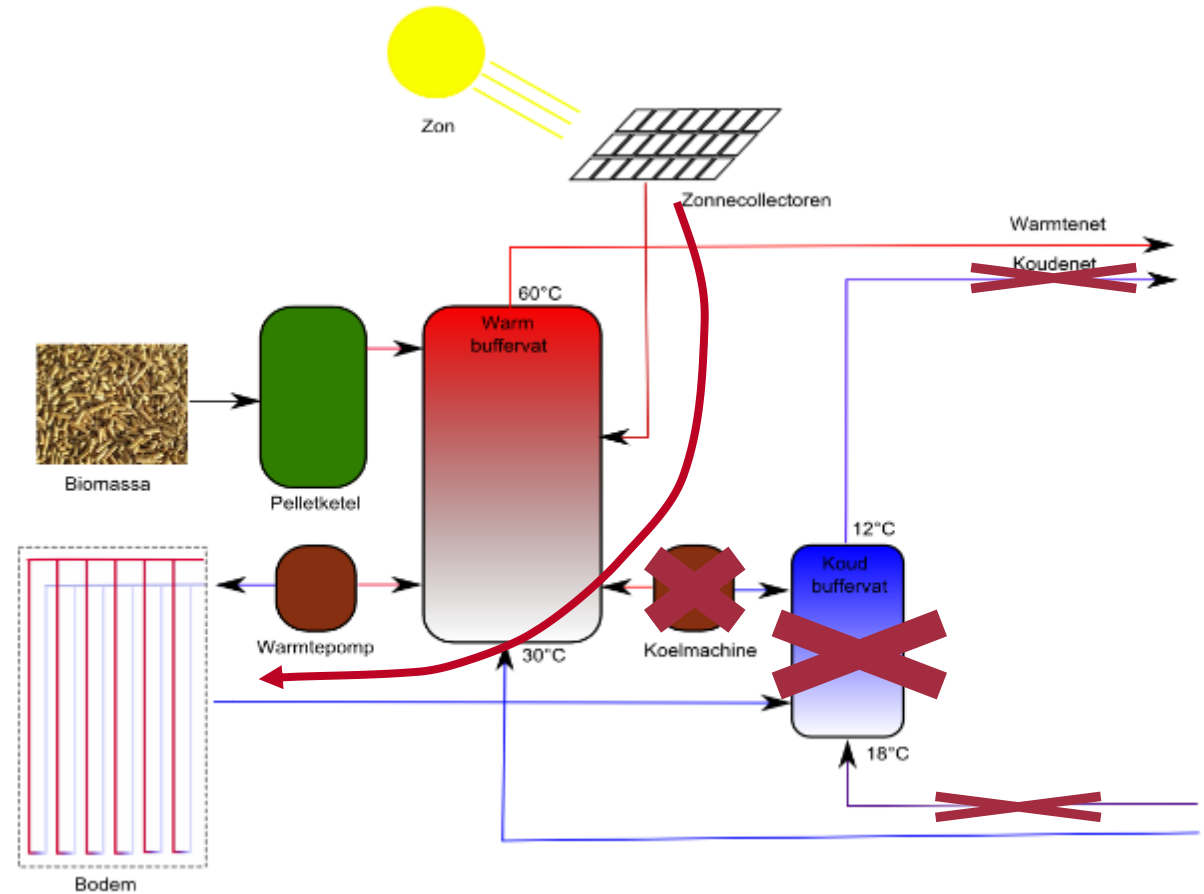 Zon
Zonnecollectoren
Warmtenet
Koudenet
60°C
Warm
buffervat
Biomassa
Pelletketel
12°C
Koud
buffervat
Warmtepomp
30°C
Koelmachine
18°C
Bodem